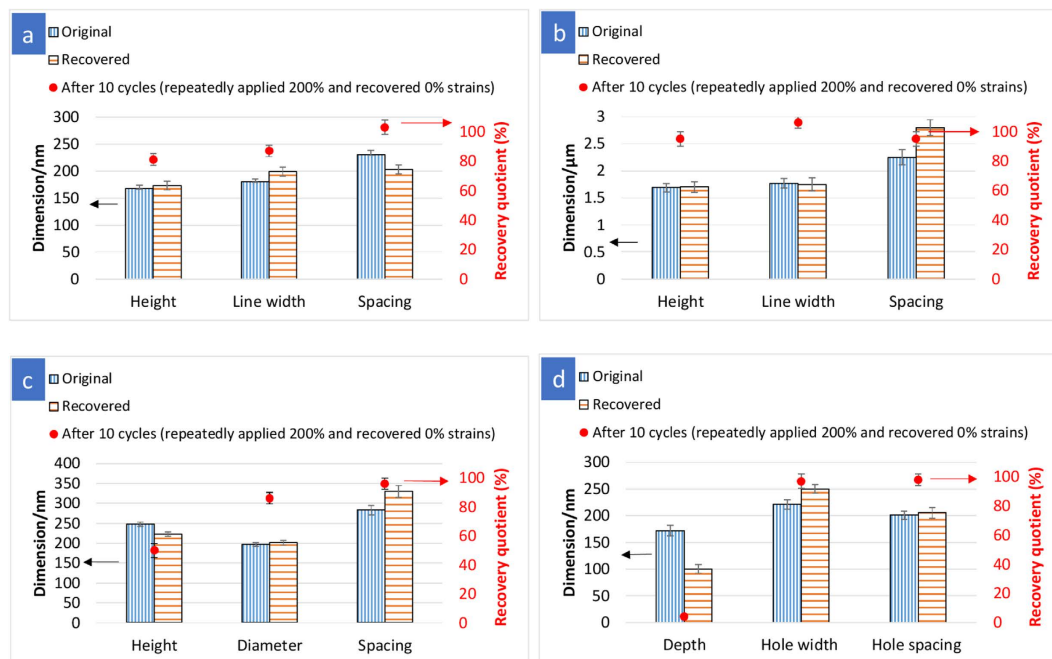 a
Original
Recovered
After 10 cycles (repeatedly applied 200% and recovered 0% strains)
Dimension/nm
300
250
200
150
100
50
0
Height
Line width
Spacing
100
80
60
40
20
0
Recovery quotient (%)
b
Original
Recovered
After 10 cycles (repeatedly applied 200% and recovered 0% strains)
Dimension/µm
3
2.5
2
1.5
1
0.5
0
Height
Line width
Spacing
100
80
60
40
20
0
Recovery quotient (%)
c
Original
Recovered
After 10 cycles (repeatedly applied 200% and recovered 0% strains)
Dimension/nm
400
350
300
250
200
150
100
50
0
Height
Diameter
Spacing
100
80
60
40
20
0
Recovery quotient (%)
d
Original
Recovered
After 10 cycles (repeatedly applied 200% and recovered 0% strains)
Dimension/nm
300
250
200
150
100
50
0
Depth
Hole width
Hole spacing
100
80
60
40
20
0
Recovery quotient (%)